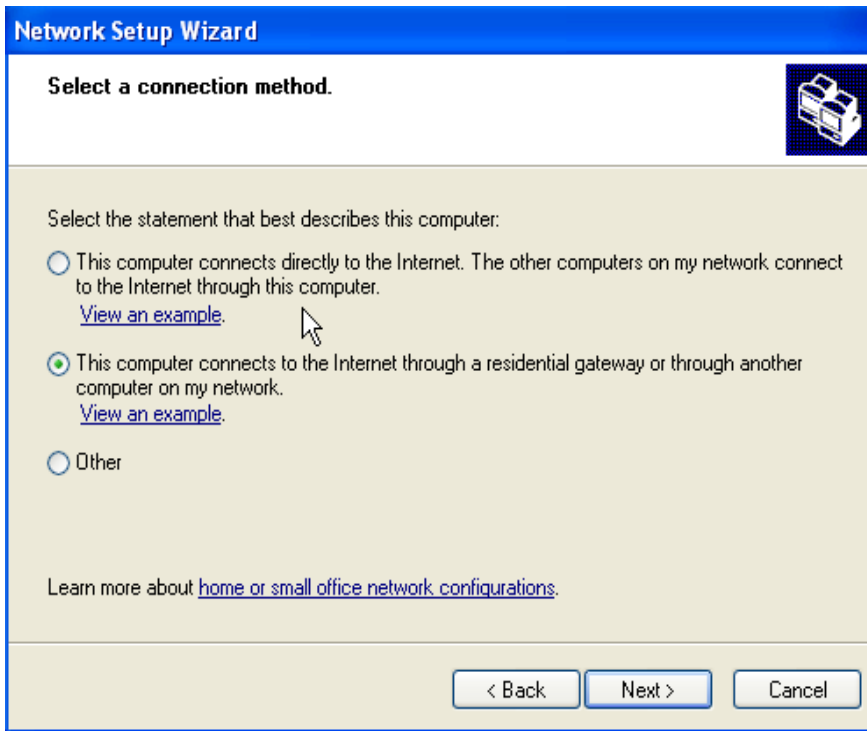 Network Setup Wizard
Select a connection method.
Select the statement that best describes this computer:
This computer connects directly to the Internet. The other computers on my network connect
to the Internet through this computer.
View an example.
This computer connects to the Internet through a residential gateway or through another
computer on my network.
View an example.
Other
Learn more about home or small office network configurations.
< Back Next > Cancel